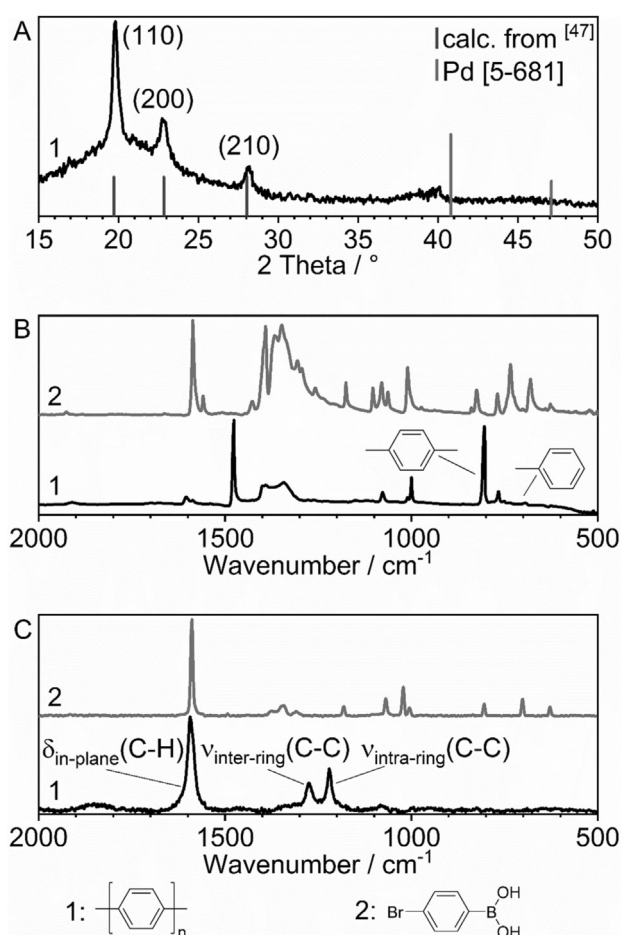 A
(110)
(200)
(210)
1
calc. from [47]
Pd [5-681]
15 20 25 30 35 40 45 50
2 Theta / °
B
2
1
2000 1500 1000 500
Wavenumber / cm-1
C
2
δin-plane(C-H) νinter-ring(C-C) νintra-ring(C-C)
1
2000 1500 1000 500
Wavenumber / cm-1
1: n
2: Br B OH
OH